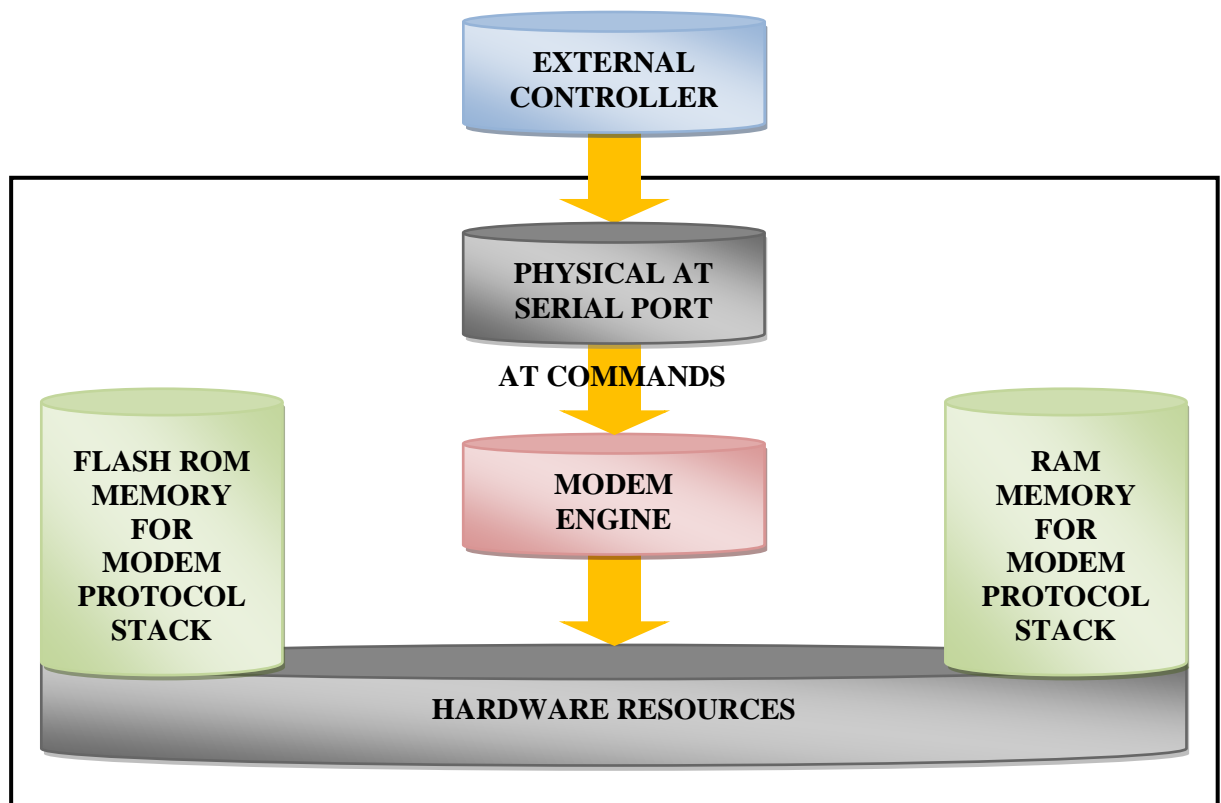 EXTERNAL
CONTROLLER
PHYSICAL AT
SERIAL PORT
AT COMMANDS
FLASH ROM
MEMORY
FOR
MODEM
PROTOCOL
STACK
MODEM
ENGINE
RAM
MEMORY
FOR
MODEM
PROTOCOL
STACK
HARDWARE RESOURCES